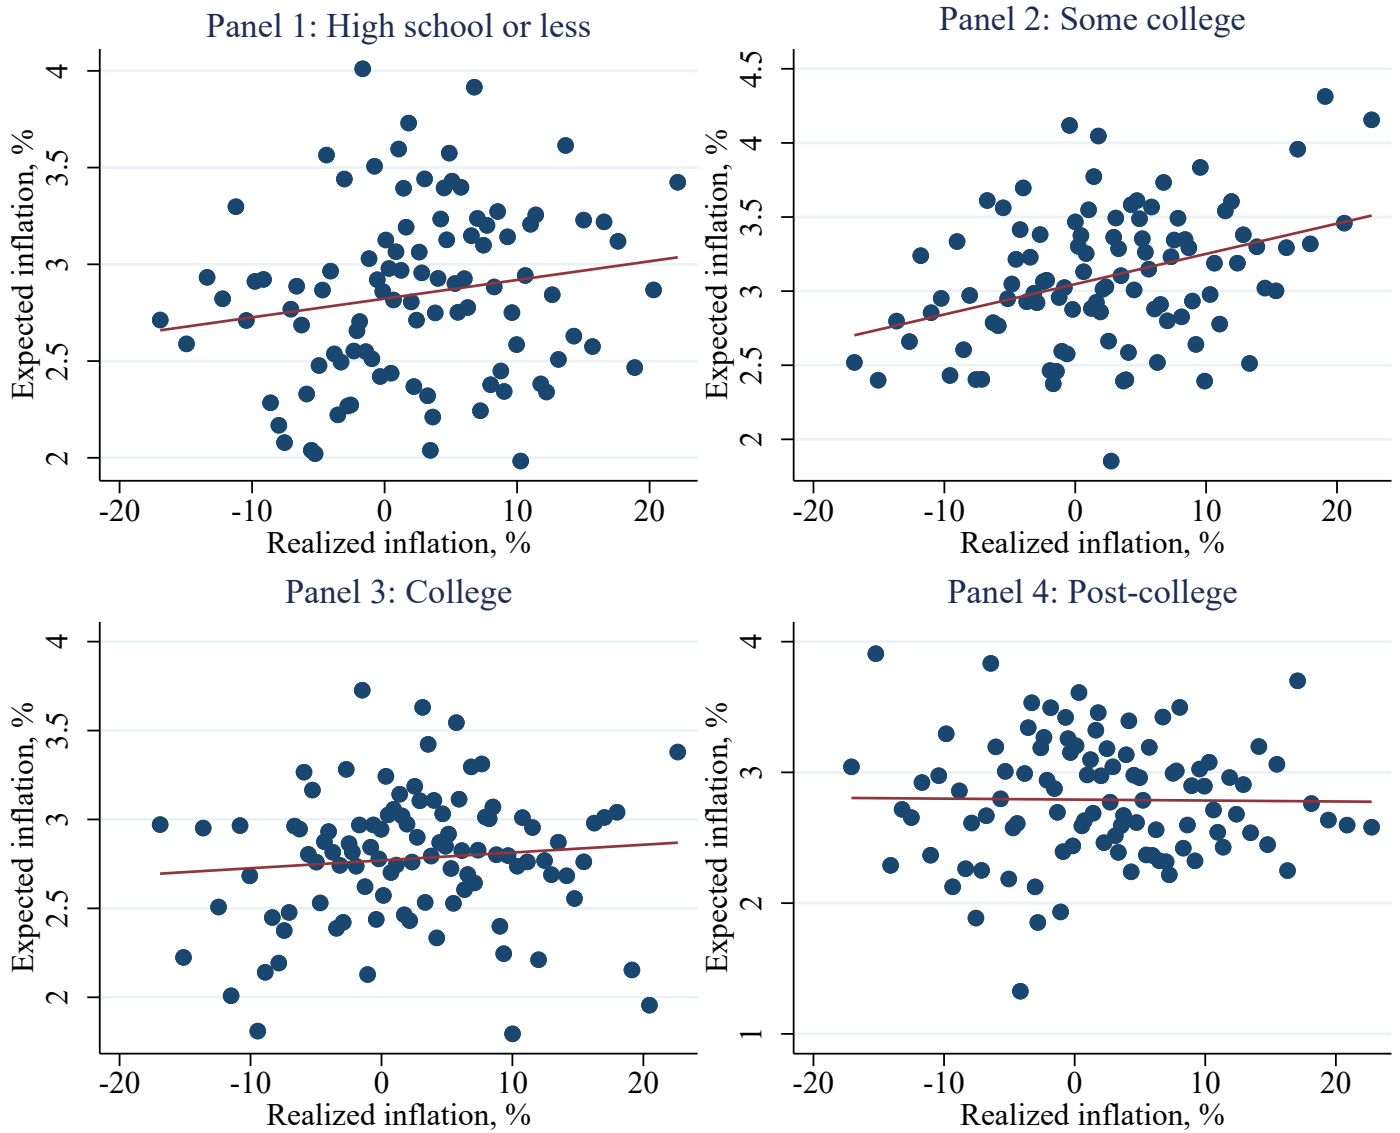 Panel 1: High school or less
Expected inflation, %
4
3.5
3
2.5
2
-20 -10 0 10 20
Realized inflation, %
Panel 2: Some college
Expected inflation, %
4.5
4
3.5
3
2.5
2
-20 -10 0 10 20
Realized inflation, %
Panel 3: College
Expected inflation, %
4
3.5
3
2.5
2
-20 -10 0 10 20
Realized inflation, %
Panel 4: Post-college
Expected inflation, %
4
3
2
1
-20 -10 0 10 20
Realized inflation, %